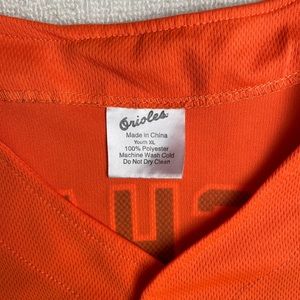 Orioles
Made in China
Youth XL
100% Polyester
Machine Wash Cold
Do Not Dry Clean